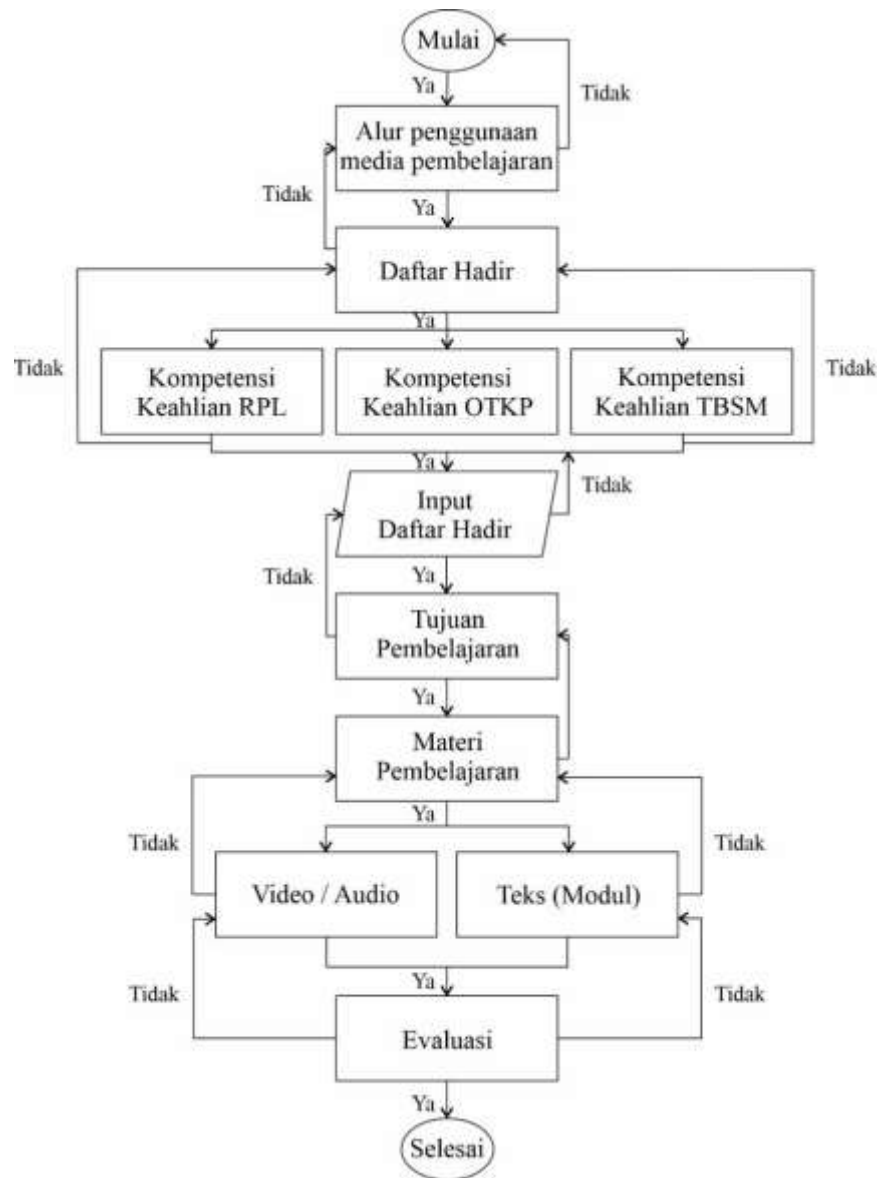 Mulai
Ya
Tidak
Alur penggunaan
media pembelajaran
Tidak
Ya
Daftar Hadir
Ya
Tidak
Tidak
Kompetensi
Keahlian RPL
Kompetensi
Keahlian OTKP
Kompetensi
Keahlian TBSM
Ya
Input
Daftar Hadir
Tidak
Tidak
Ya
Tujuan
Pembelajaran
Ya
Materi
Pembelajaran
Ya
Tidak
Tidak
Video / Audio
Teks (Modul)
Ya
Tidak
Tidak
Evaluasi
Ya
Selesai